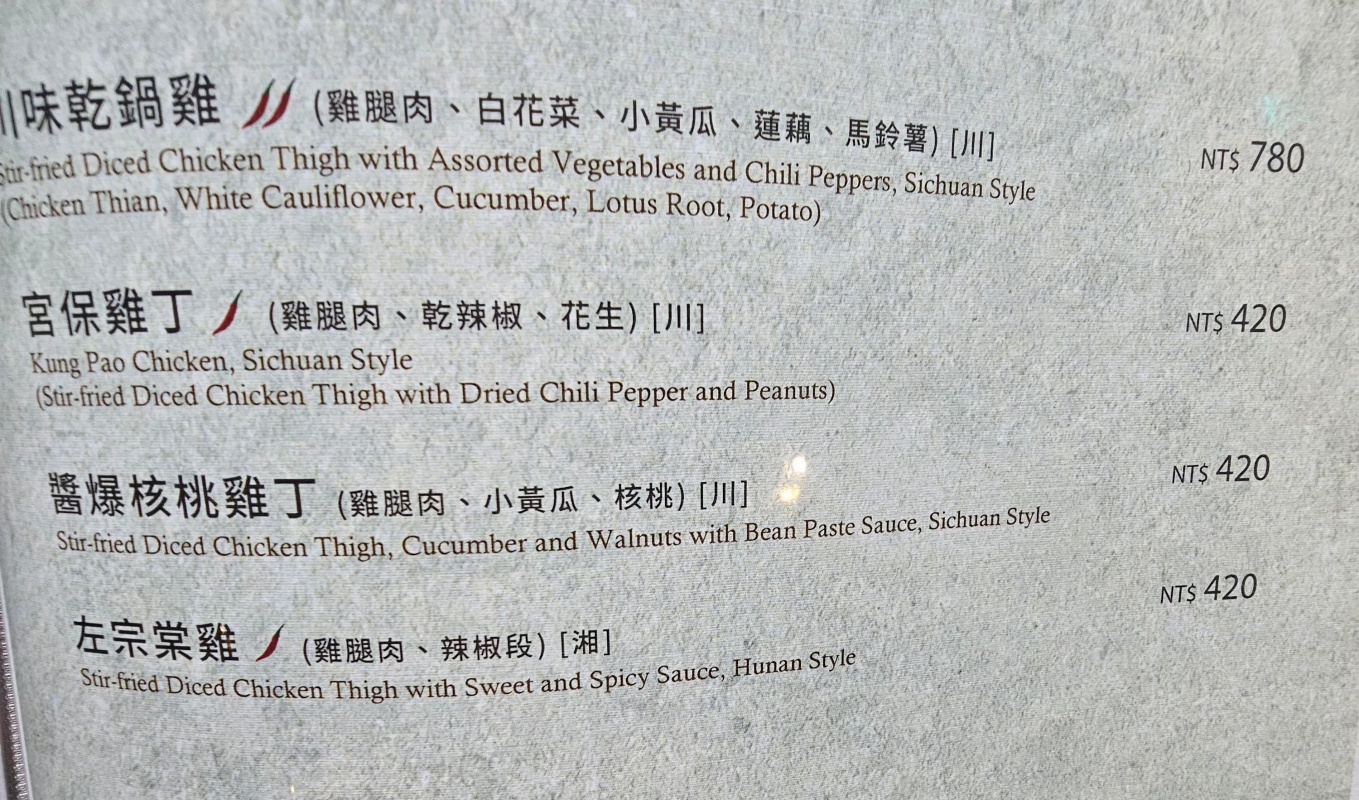 川味乾鍋雞 (雞腿肉、白花菜、小黃瓜、蓮藕、馬鈴薯) [川] NT$ 780
Stir-fried Diced Chicken Thigh with Assorted Vegetables and Chili Peppers, Sichuan Style
(Chicken Thian, White Cauliflower, Cucumber, Lotus Root, Potato)
宮保雞丁 (雞腿肉、乾辣椒、花生) [川] NT$ 420
Kung Pao Chicken, Sichuan Style
(Stir-fried Diced Chicken Thigh with Dried Chili Pepper and Peanuts)
醬爆核桃雞丁 (雞腿肉、小黃瓜、核桃) [川] NT$ 420
Stir-fried Diced Chicken Thigh, Cucumber and Walnuts with Bean Paste Sauce, Sichuan Style
左宗棠雞 (雞腿肉、辣椒段) [湘] NT$ 420
Stir-fried Diced Chicken Thigh with Sweet and Spicy Sauce, Hunan Style